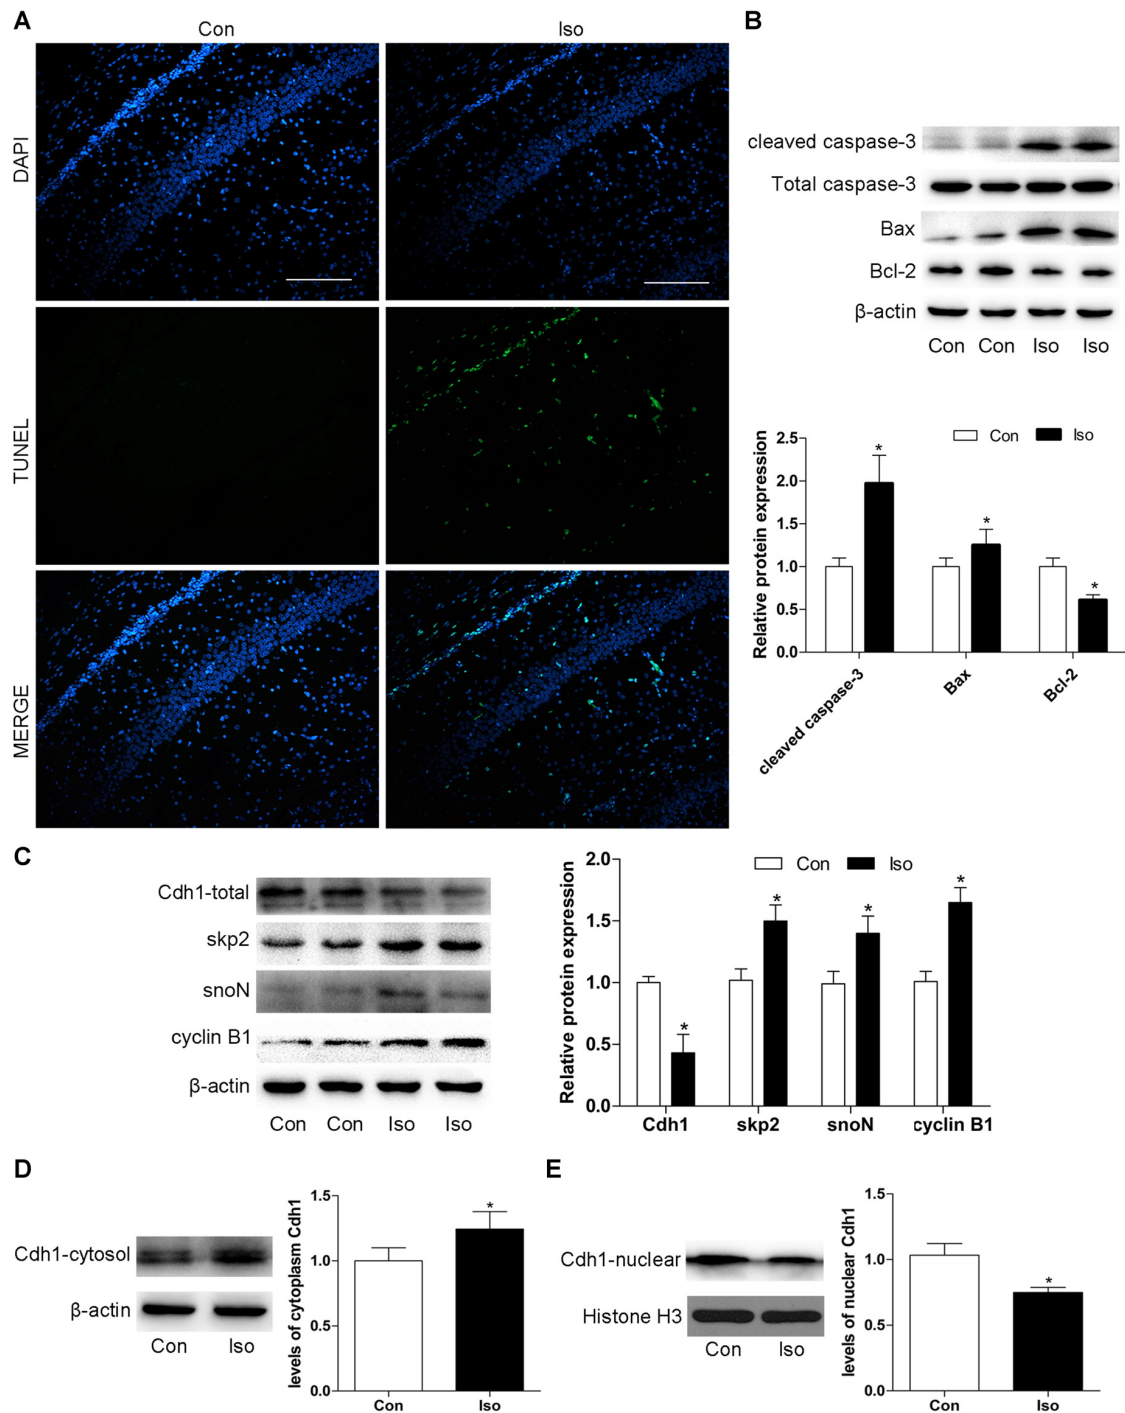 A
Con
Iso
DAPI
TUNEL
MERGE
B
cleaved caspase-3
Total caspase-3
Bax
Bcl-2
β-actin
Con Con Iso Iso
Con Iso
Relative protein expression
2.5
2.0
1.5
1.0
0.5
0.0
*
*
*
cleaved caspase-3
Bax
Bcl-2
C
Cdh1-total
skp2
snoN
cyclin B1
β-actin
Con Con Iso Iso
Con Iso
Relative protein expression
2.0
1.5
1.0
0.5
0.0
*
*
*
*
Cdh1 skp2 snoN cyclin B1
D
Cdh1-cytosol
β-actin
Con Iso
levels of cytoplasm Cdh1
1.5
1.0
0.5
0.0
*
Con Iso
E
Cdh1-nuclear
Histone H3
Con Iso
levels of nuclear Cdh1
1.5
1.0
0.5
0.0
*
Con Iso